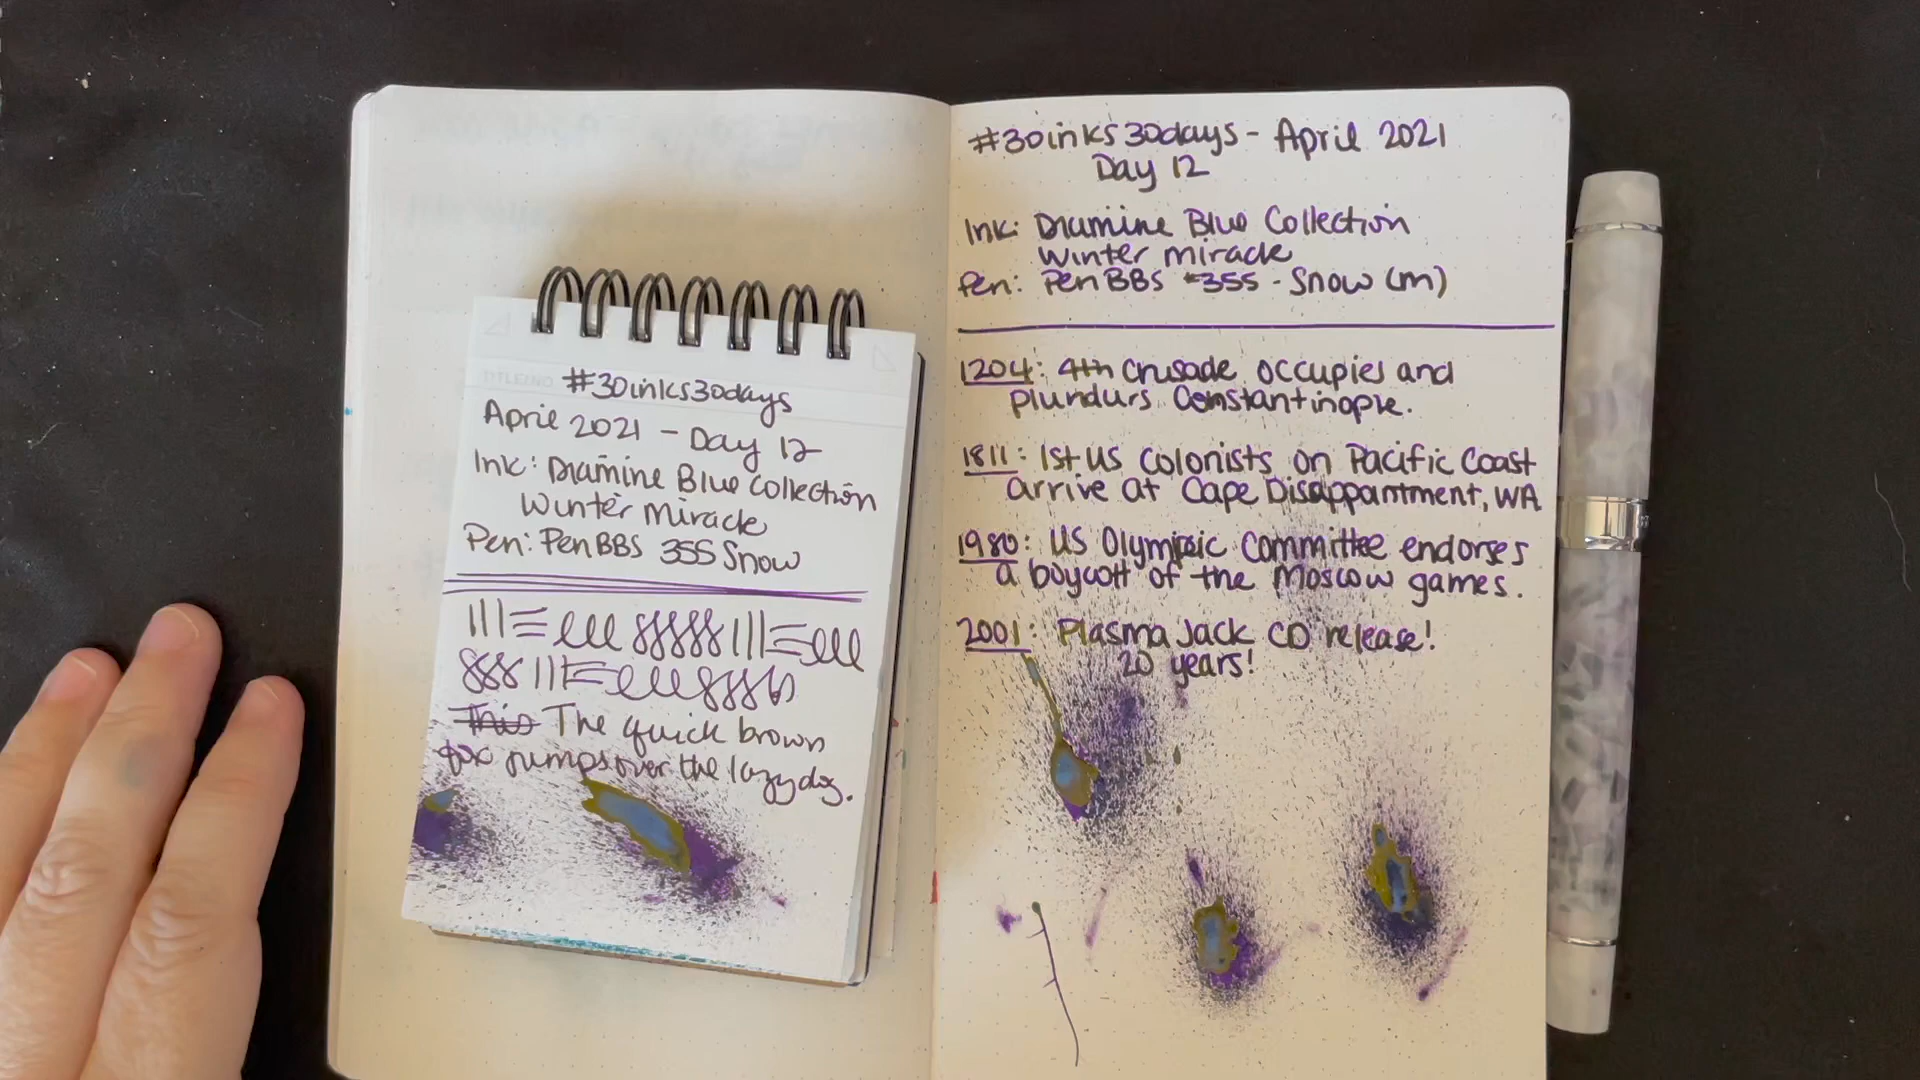 #30inks30days
April 2021 - Day 12
Ink: Diamine Blue Collection
Winter Miracle
Pen: PenBBS 355 Snow
This The quick brown
fox jumps over the lazy dog.
#30inks30days - April 2021
Day 12
Ink: Diamine Blue Collection
Winter Miracle
Pen: PenBBS #355 - Snow (m)
1204: 4th Crusade occupies and
plundurs Constantinople.
1811: 1st US colonists on Pacific Coast
arrive at Cape Disappointment, WA
1980: US Olympic Committee endorses
a boycott of the Moscow games.
2001: Plasma Jack CD release!
20 years!